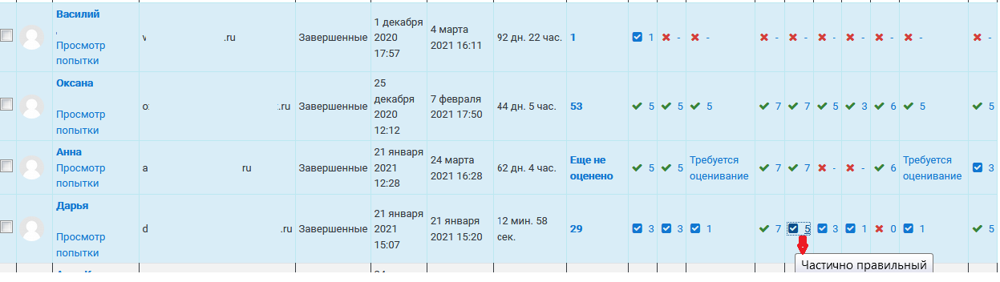 Василий
Просмотр
попытки
v .ru
Завершенные
1 декабря
2020
17:57
4 марта
2021 16:11
92 дн. 22 час.
1
1 - - - - - - - - -
Оксана
Просмотр
попытки
.ru
Завершенные
25
декабря
2020
12:12
7 февраля
2021 17:50
44 дн. 5 час.
53
5 5 5 7 7 5 3 6 5 5
Анна
Просмотр
попытки
a ru
Завершенные
21 января
2021
12:28
24 марта
2021 16:28
62 дн. 4 час.
Еще не
оценено
5 5
Требуется
оценивание
7 7 - - 6
Требуется
оценивание
3
Дарья
Просмотр
попытки
d .ru
Завершенные
21 января
2021
15:07
21 января
2021 15:20
12 мин. 58
сек.
29
3 3 1 7 5 3 1 0 1 5
Частично правильный